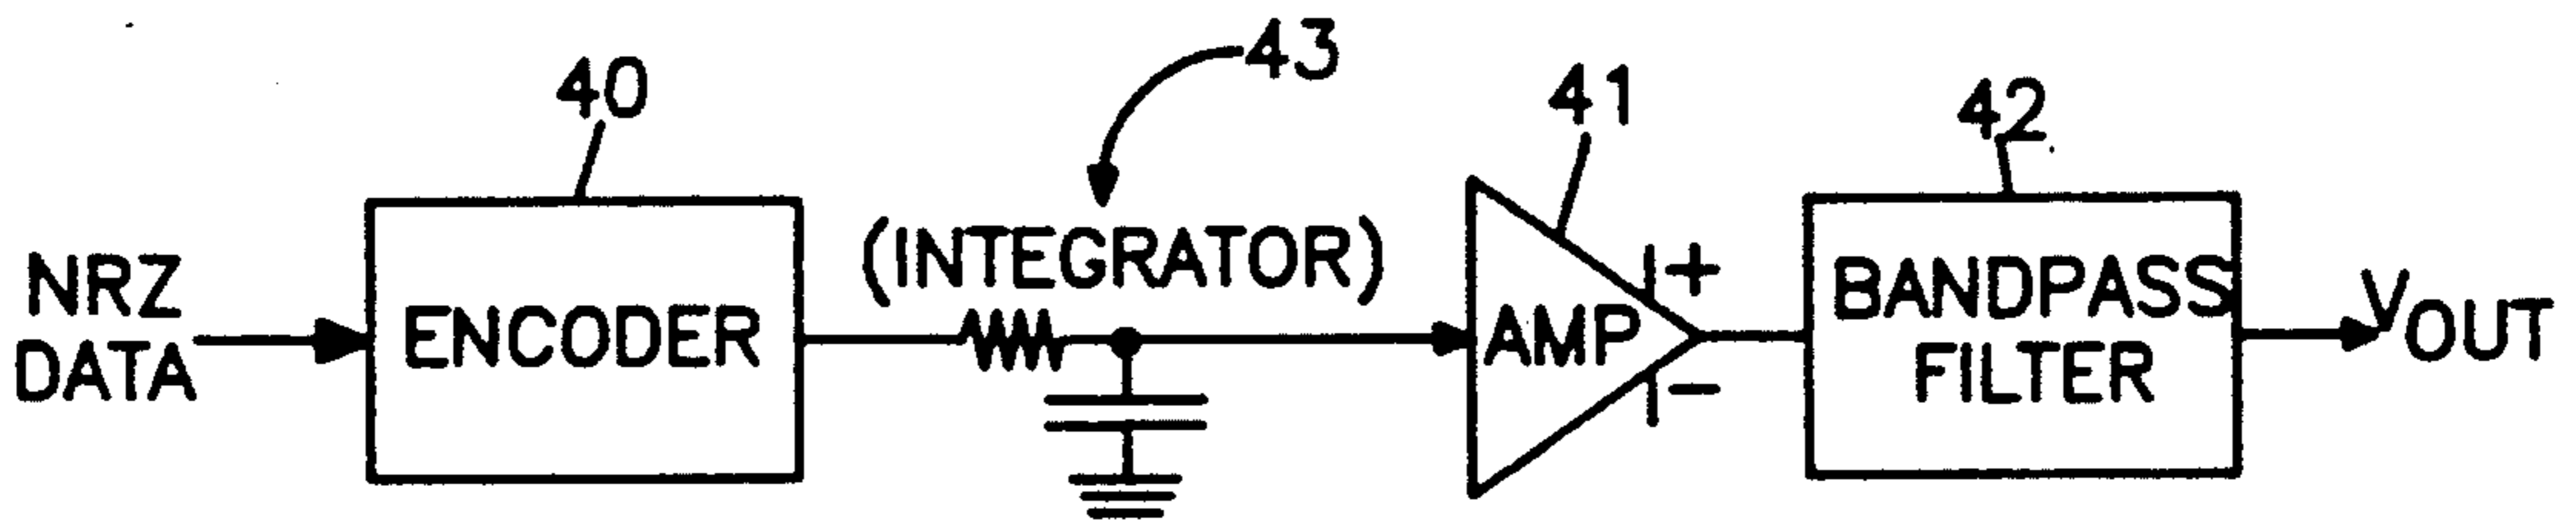 43
40
41
42
(INTEGRATOR)
NRZ
DATA
ENCODER
AMP
+
−
BANDPASS
FILTER
VOUT